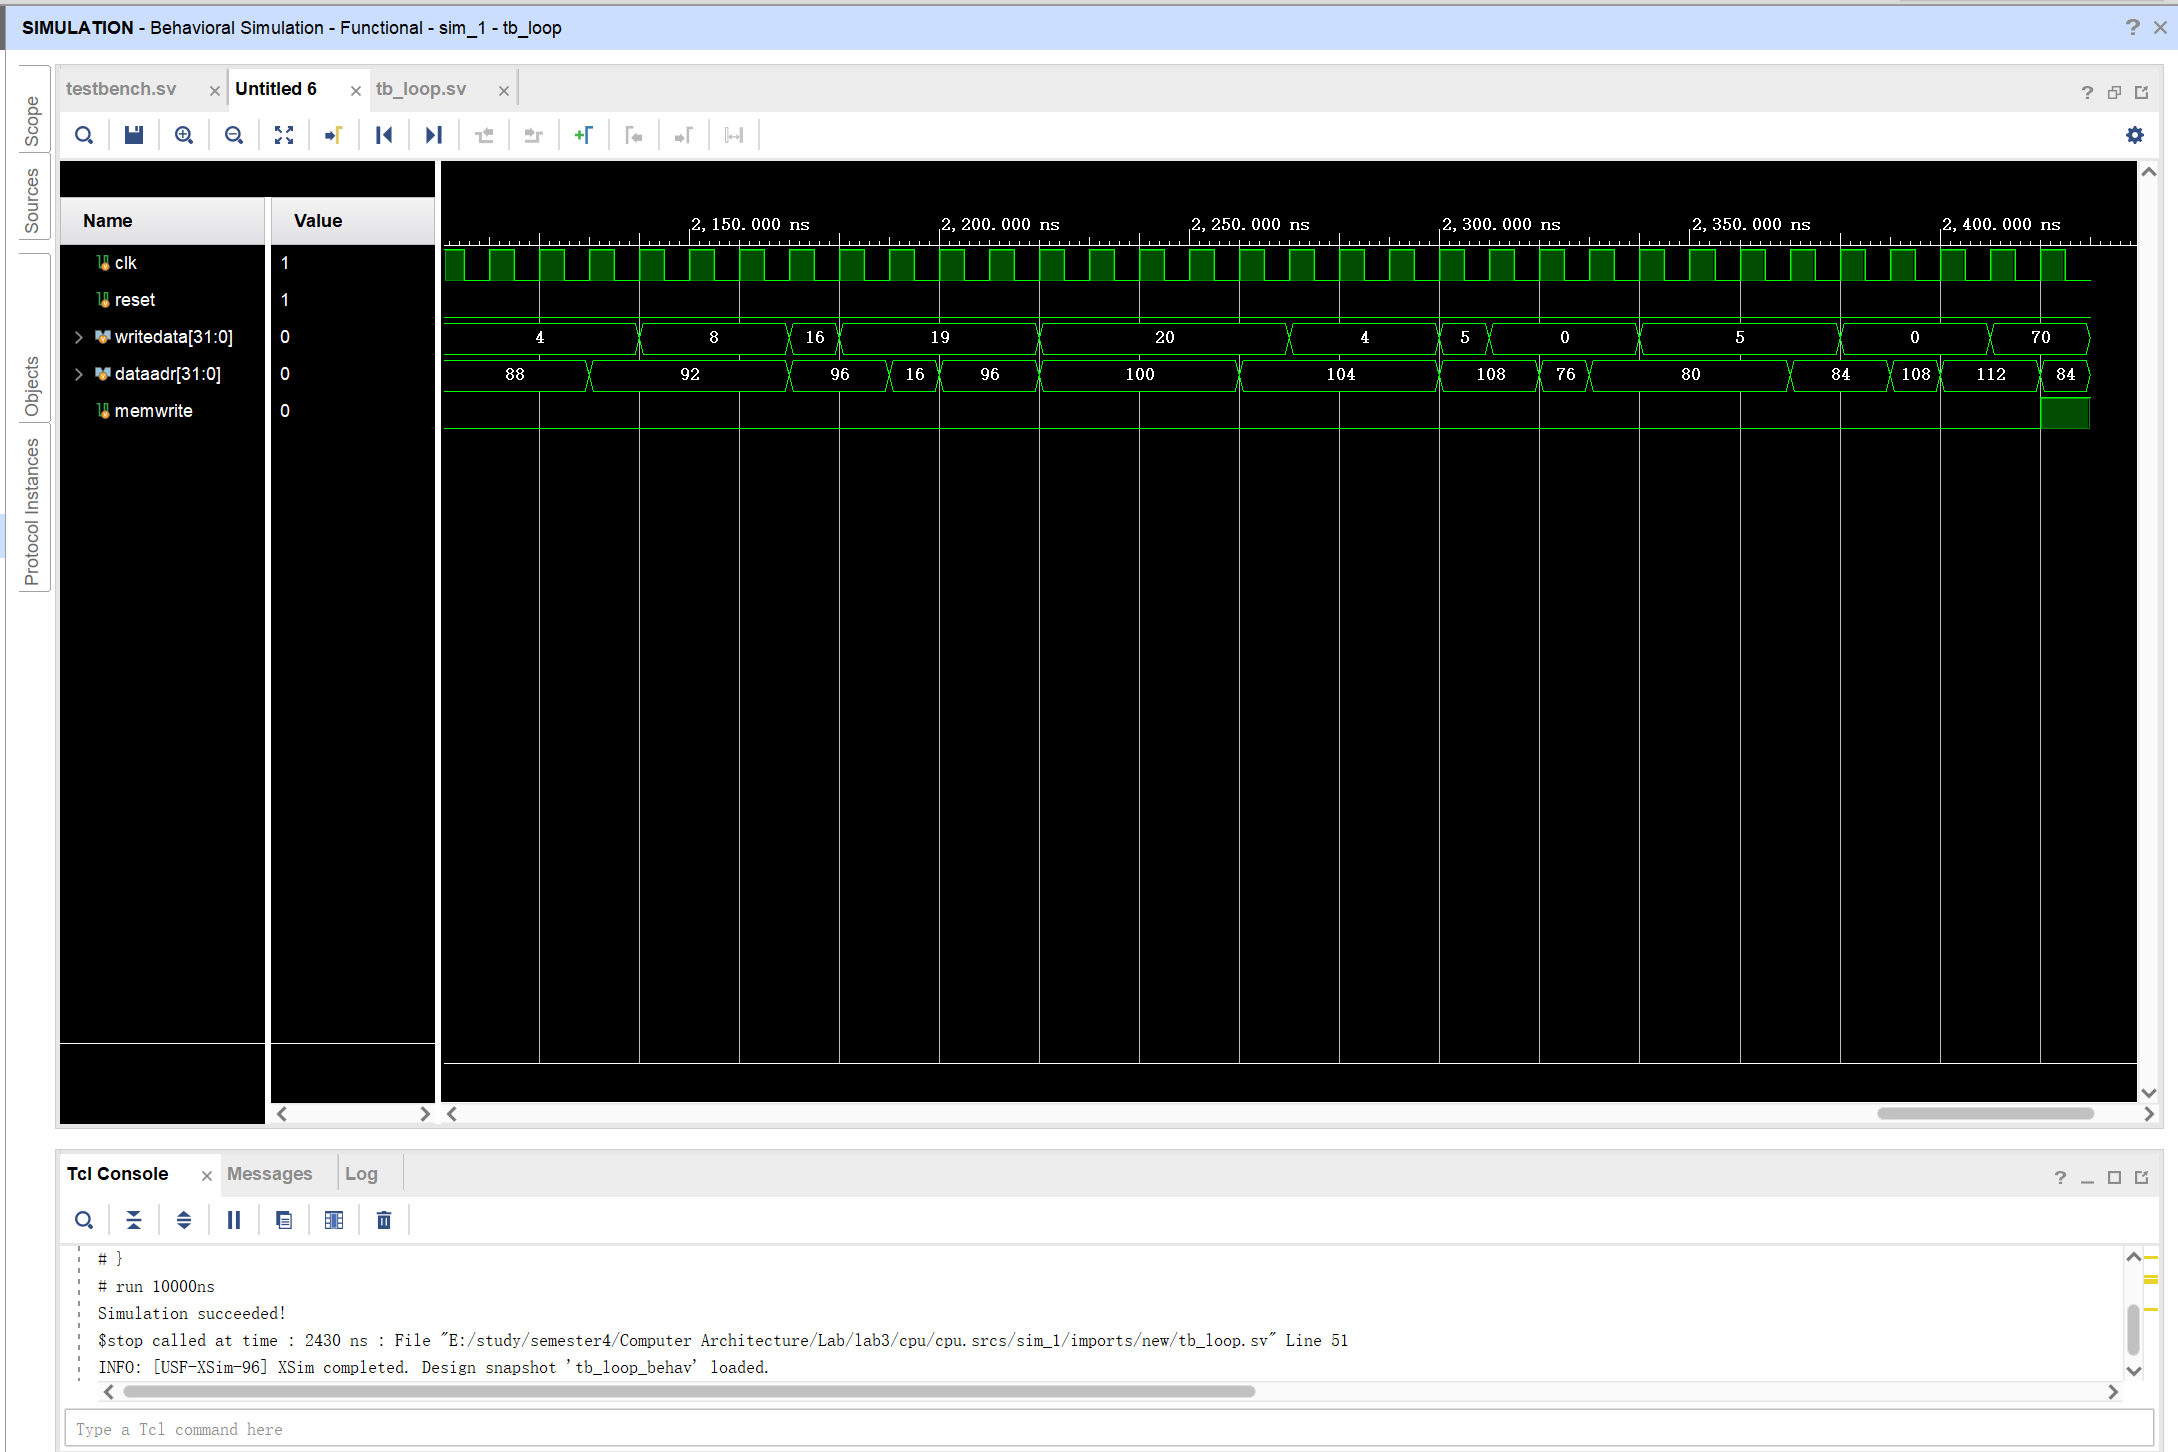 SIMULATION - Behavioral Simulation - Functional - sim_1 - tb_loop
testbench.sv
Untitled 6
tb_loop.sv
Scope
Sources
Objects
Protocol Instances
Name
Value
2,150.000 ns
2,200.000 ns
2,250.000 ns
2,300.000 ns
2,350.000 ns
2,400.000 ns
clk 1
reset 1
writedata[31:0] 0 4 8 16 19 20 4 5 0 5 0 70
dataadr[31:0] 0 88 92 96 16 96 100 104 108 76 80 84 108 112 84
memwrite 0
Tcl Console
Messages
Log
# }
# run 10000ns
Simulation succeeded!
$stop called at time : 2430 ns : File "E:/study/semester4/Computer Architecture/Lab/lab3/cpu/cpu.srcs/sim_1/imports/new/tb_loop.sv" Line 51
INFO: [USF-XSim-96] XSim completed. Design snapshot 'tb_loop_behav' loaded.
Type a Tcl command here